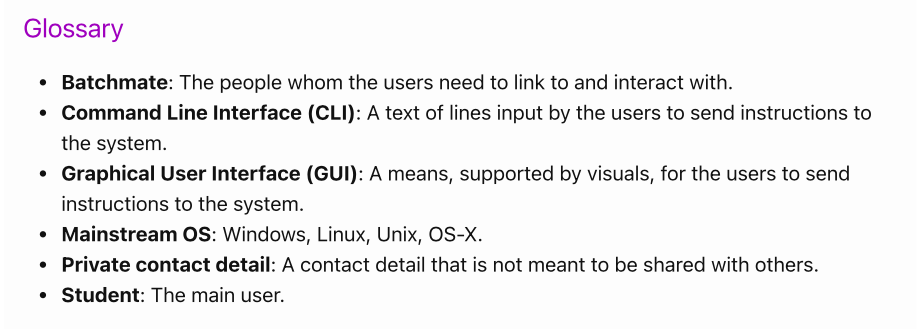 Glossary
• Batchmate: The people whom the users need to link to and interact with.
• Command Line Interface (CLI): A text of lines input by the users to send instructions to
the system.
• Graphical User Interface (GUI): A means, supported by visuals, for the users to send
instructions to the system.
• Mainstream OS: Windows, Linux, Unix, OS-X.
• Private contact detail: A contact detail that is not meant to be shared with others.
• Student: The main user.